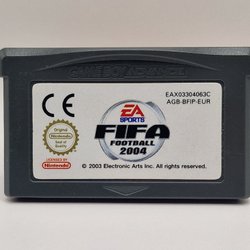 GAME BOY ADVANCE
EAX03304063C
AGB-BFIP-EUR
CE
EA
SPORTS
Original
Nintendo
Seal of Quality
FIFA
FOOTBALL
2004
Nintendo
© 2003 Electronic Arts Inc. All rights reserved.